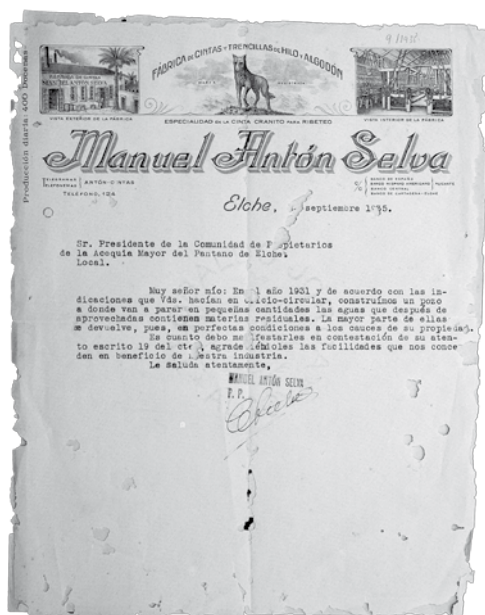 9/1935
Producción diaria: 400 Docenas
FÁBRICA DE CINTAS Y TRENCILLAS DE HILO Y ALGODÓN
VISTA EXTERIOR DE LA FÁBRICA
MARCA REGISTRADA
ESPECIALIDAD EN LA CINTA CRANITO PARA RIBETEO
VISTA INTERIOR DE LA FÁBRICA
Manuel Antón Selva
TELEGRAMAS
TELEFONEMAS
ANTÓN-CINTAS
TELÉFONO, 124
BANCO DE ESPAÑA
BANCO HISPANO AMERICANO
ALICANTE
BANCO CENTRAL
BANCO DE CARTAGENA-ELCHE
Elche, septiembre 1935.
Sr. Presidente de la Comunidad de Propietarios
de la Acequia Mayor del Pantano de Elche.
Local.
Muy señor mío: En el año 1931 y de acuerdo con las in-
dicaciones que Vds. hacían en oficio-circular, construímos un pozo
a donde van a parar en pequeñas cantidades las aguas que después de
aprovechadas contienen materias residuales. La mayor parte de ellas
se devuelve, pues, en perfectas condiciones a los cauces de su propiedad.
Es cuanto debo manifestarles en contestación de su aten-
to escrito 19 del cte., agradeciéndoles las facilidades que nos conce
den en beneficio de nuestra industria.
Le saluda atentamente,
MANUEL ANTÓN SELVA
P. P.